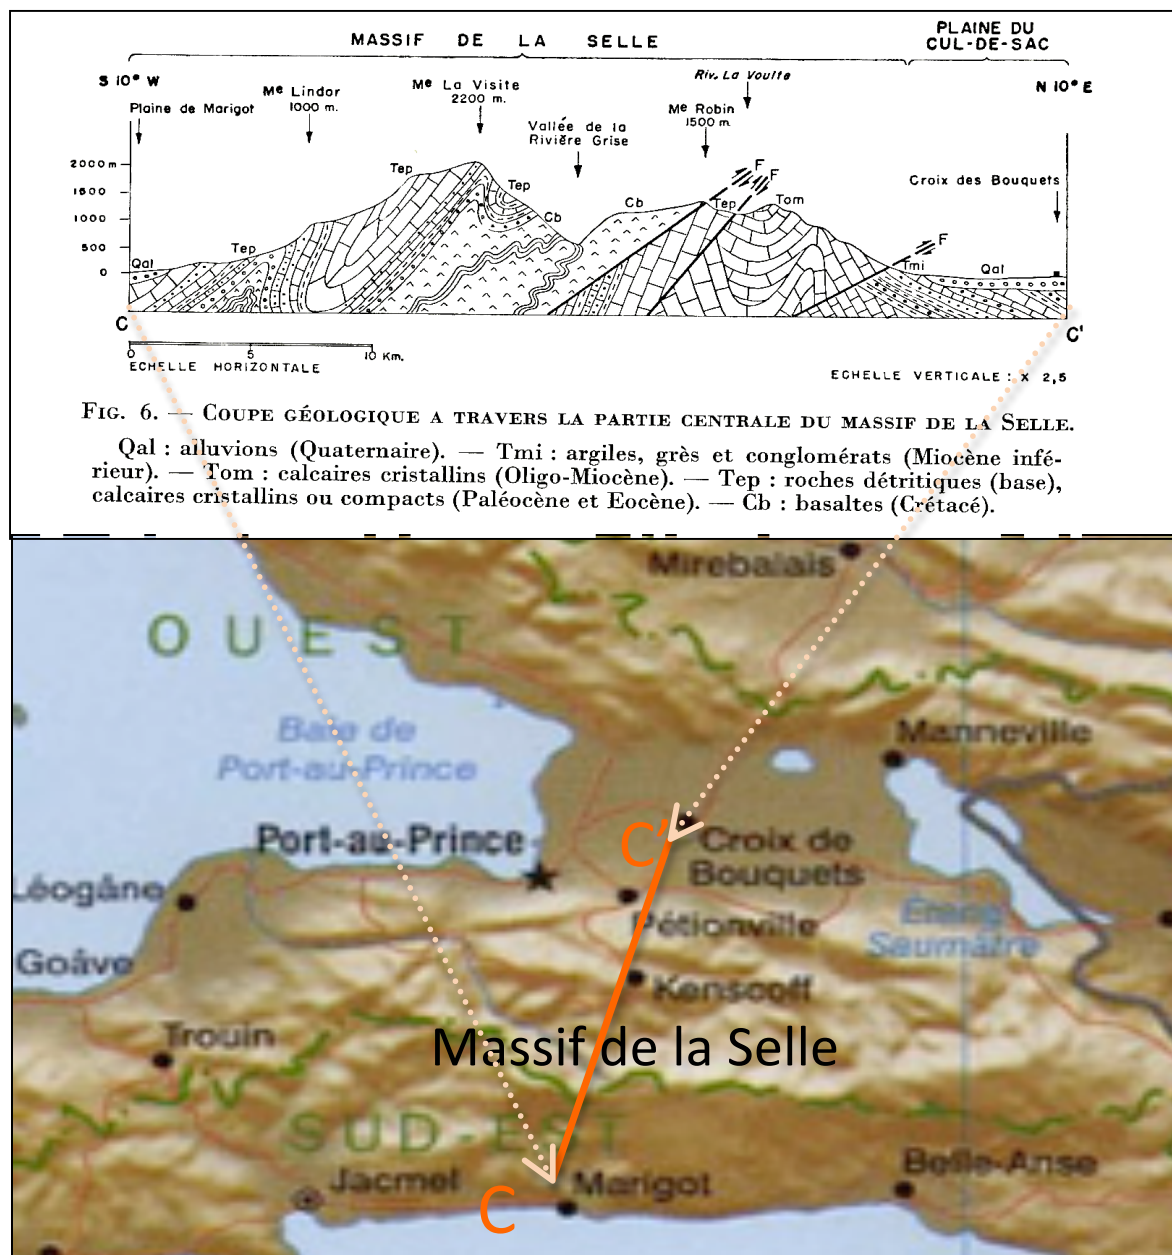 MASSIF DE LA SELLE
PLAINE DU
CUL-DE-SAC
S 10° W
N 10° E
Riv. La Voulte
Plaine de Marigot
Me Lindor
1000 m.
Me La Visite
2200 m.
Vallée de la
Rivière Grise
Me Robin
1500 m
Croix des Bouquets
2000 m
1500
1000
500
0
Qal
Tep
Tep
Tep
Cb
Cb
Tep
F
F
Tom
F
Tmi
Qal
C
C'
0 5 10 Km.
ECHELLE HORIZONTALE
ECHELLE VERTICALE : X 2,5
FIG. 6. — COUPE GÉOLOGIQUE A TRAVERS LA PARTIE CENTRALE DU MASSIF DE LA SELLE.
Qal : alluvions (Quaternaire). — Tmi : argiles, grès et conglomérats (Miocène infé-
rieur). — Tom : calcaires cristallins (Oligo-Miocène). — Tep : roches détritiques (base),
calcaires cristallins ou compacts (Paléocène et Eocène). — Cb : basaltes (Crétacé).
Mirebalais
OUEST
Baie de
Port-au-Prince
Manneville
Port-au-Prince
C'
Croix de
Bouquets
Léogâne
Pétionville
Étang
Saumâtre
Goâve
Kenscoff
Trouin
Massif de la Selle
SUD-EST
Jacmel
Marigot
Belle-Anse
C